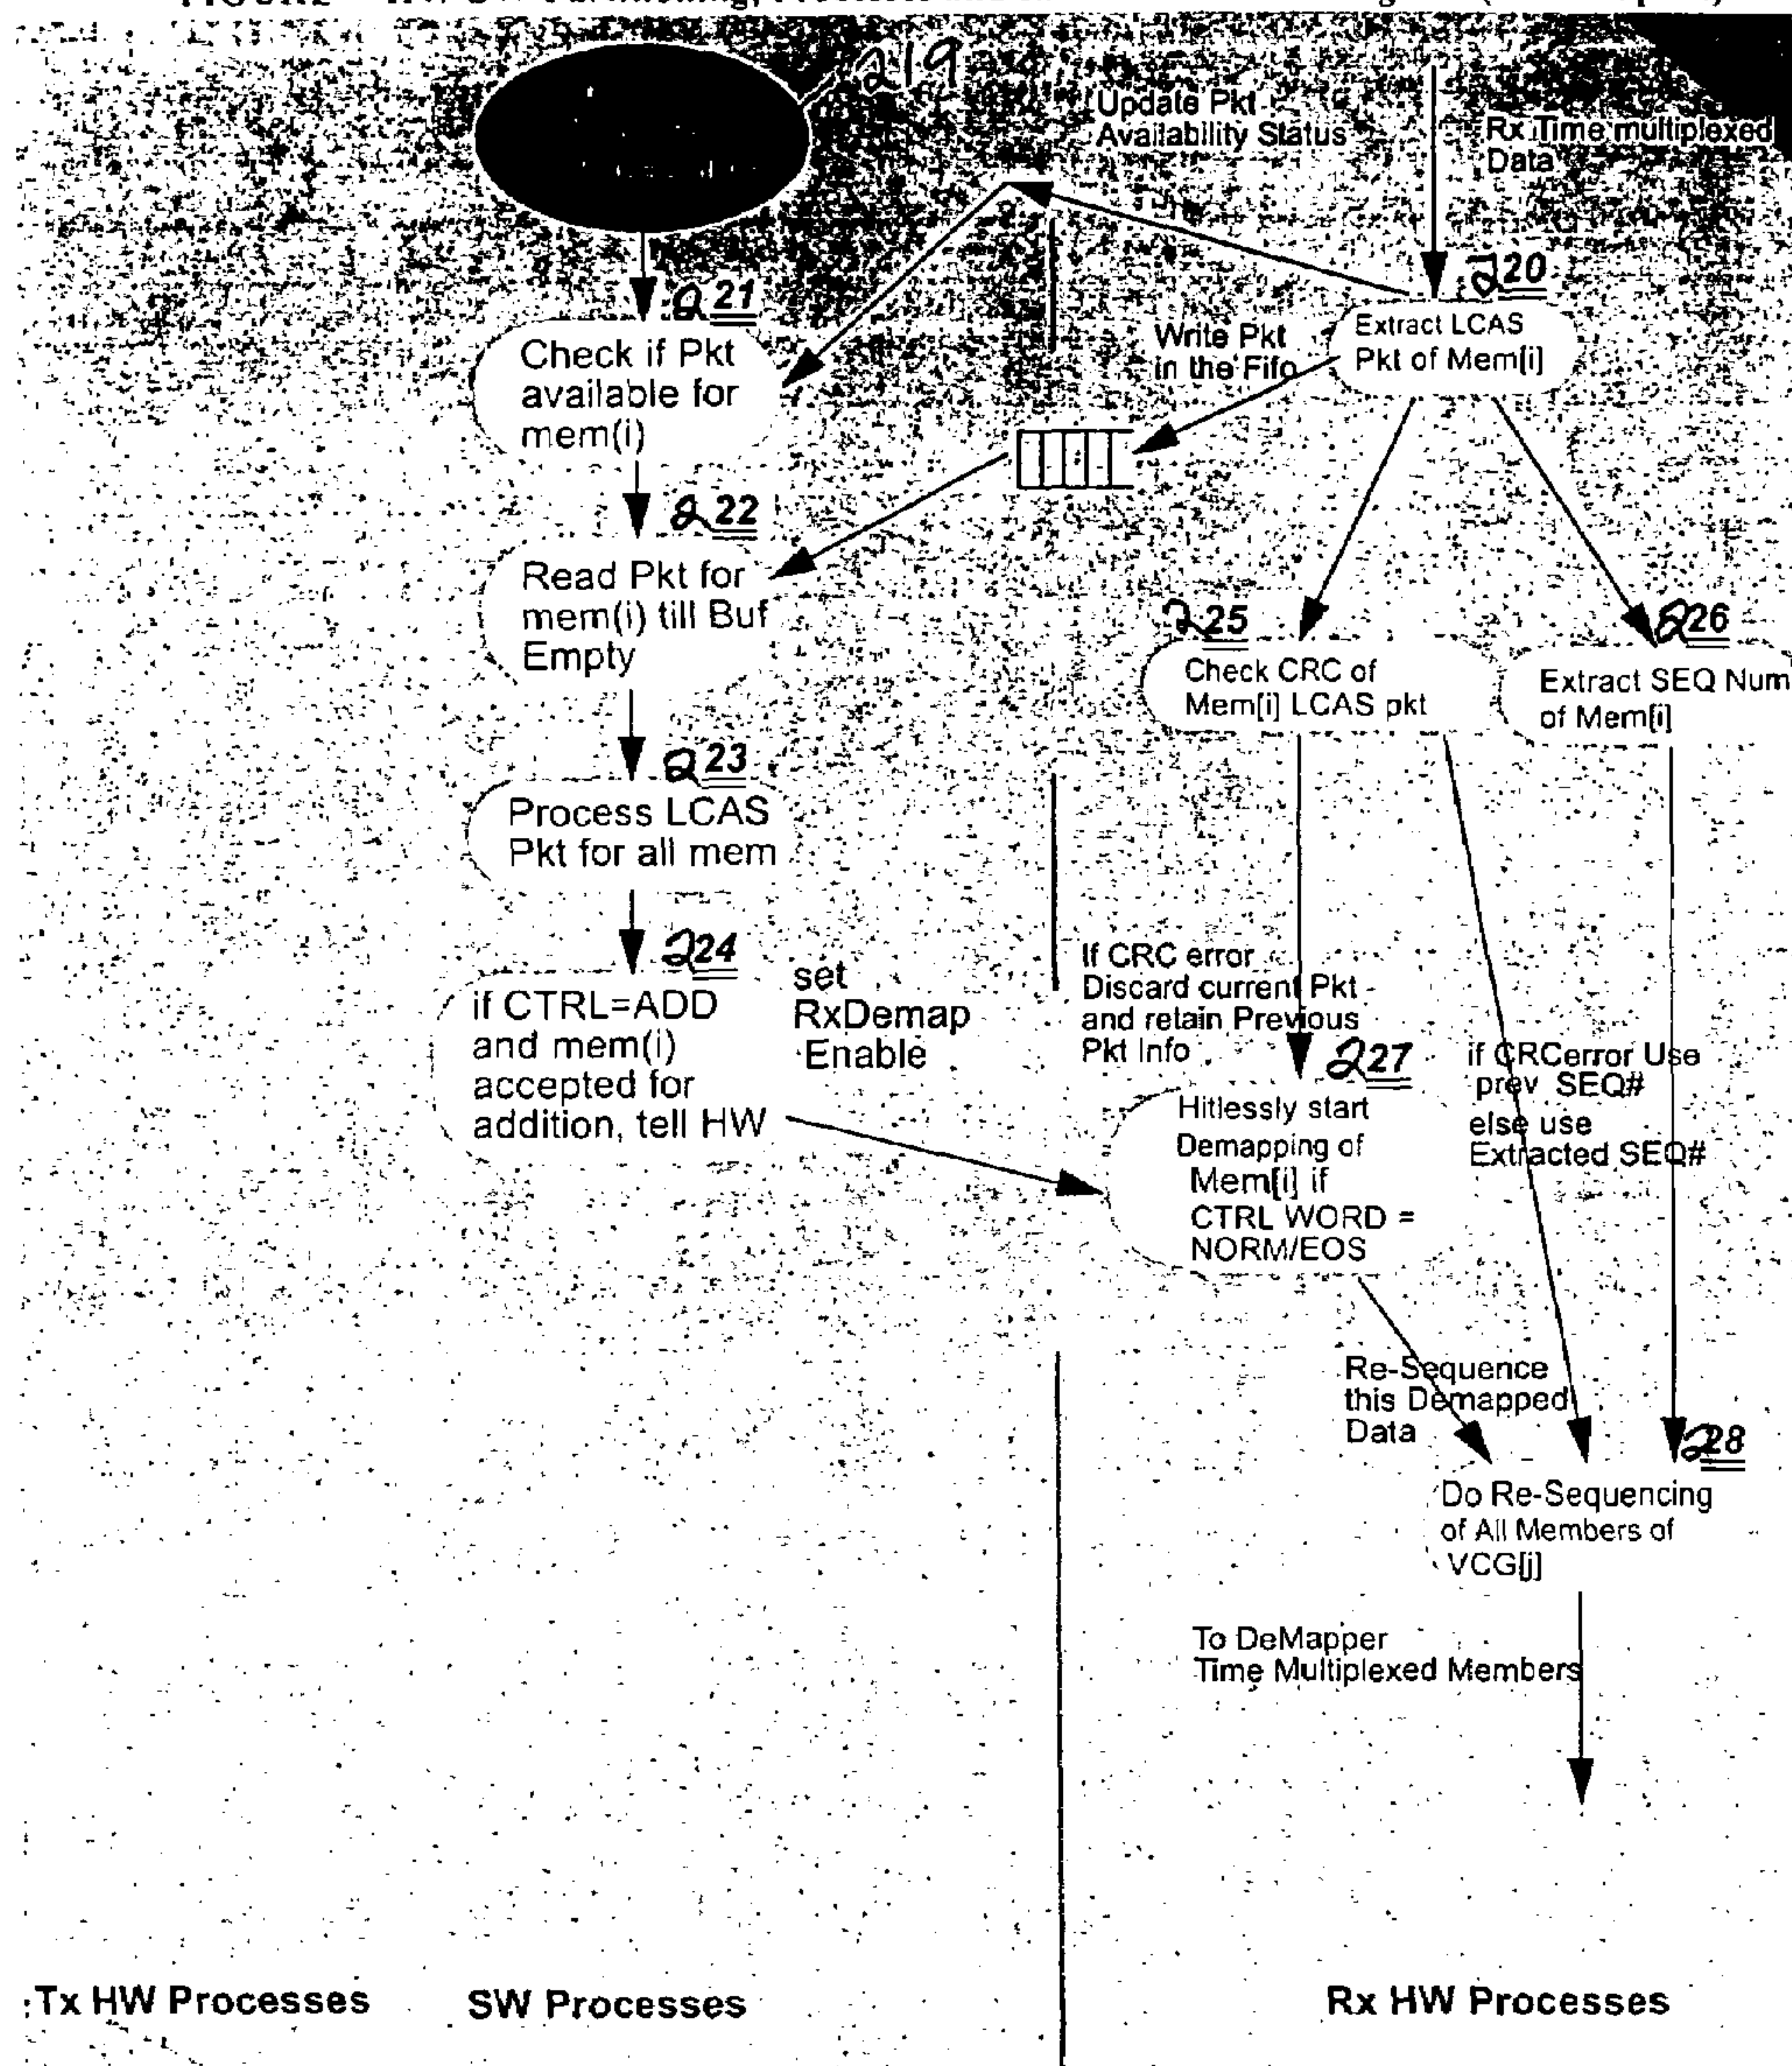 219
Update Pkt
Availability Status
Rx Time multiplexed
Data
221
Check if Pkt
available for
mem(i)
Write Pkt
in the Fifo
220
Extract LCAS
Pkt of Mem[i]
222
Read Pkt for
mem(i) till Buf
Empty
225
Check CRC of
Mem[i] LCAS pkt
226
Extract SEQ Num
of Mem[i]
223
Process LCAS
Pkt for all mem
224
if CTRL=ADD
and mem(i)
accepted for
addition, tell HW
set
RxDemap
Enable
If CRC error
Discard current Pkt
and retain Previous
Pkt Info
227
Hitlessly start
Demapping of
Mem[i] if
CTRL WORD =
NORM/EOS
if CRCerror Use
prev SEQ#
else use
Extracted SEQ#
Re-Sequence
this Demapped
Data
228
Do Re-Sequencing
of All Members of
VCG[j]
To DeMapper
Time Multiplexed Members
Tx HW Processes
SW Processes
Rx HW Processes